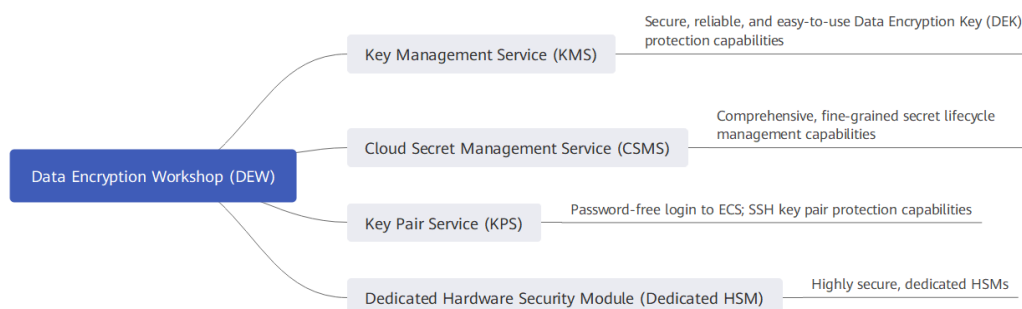 Data Encryption Workshop (DEW)
Key Management Service (KMS)
Secure, reliable, and easy-to-use Data Encryption Key (DEK)
protection capabilities
Cloud Secret Management Service (CSMS)
Comprehensive, fine-grained secret lifecycle
management capabilities
Key Pair Service (KPS)
Password-free login to ECS; SSH key pair protection capabilities
Dedicated Hardware Security Module (Dedicated HSM)
Highly secure, dedicated HSMs